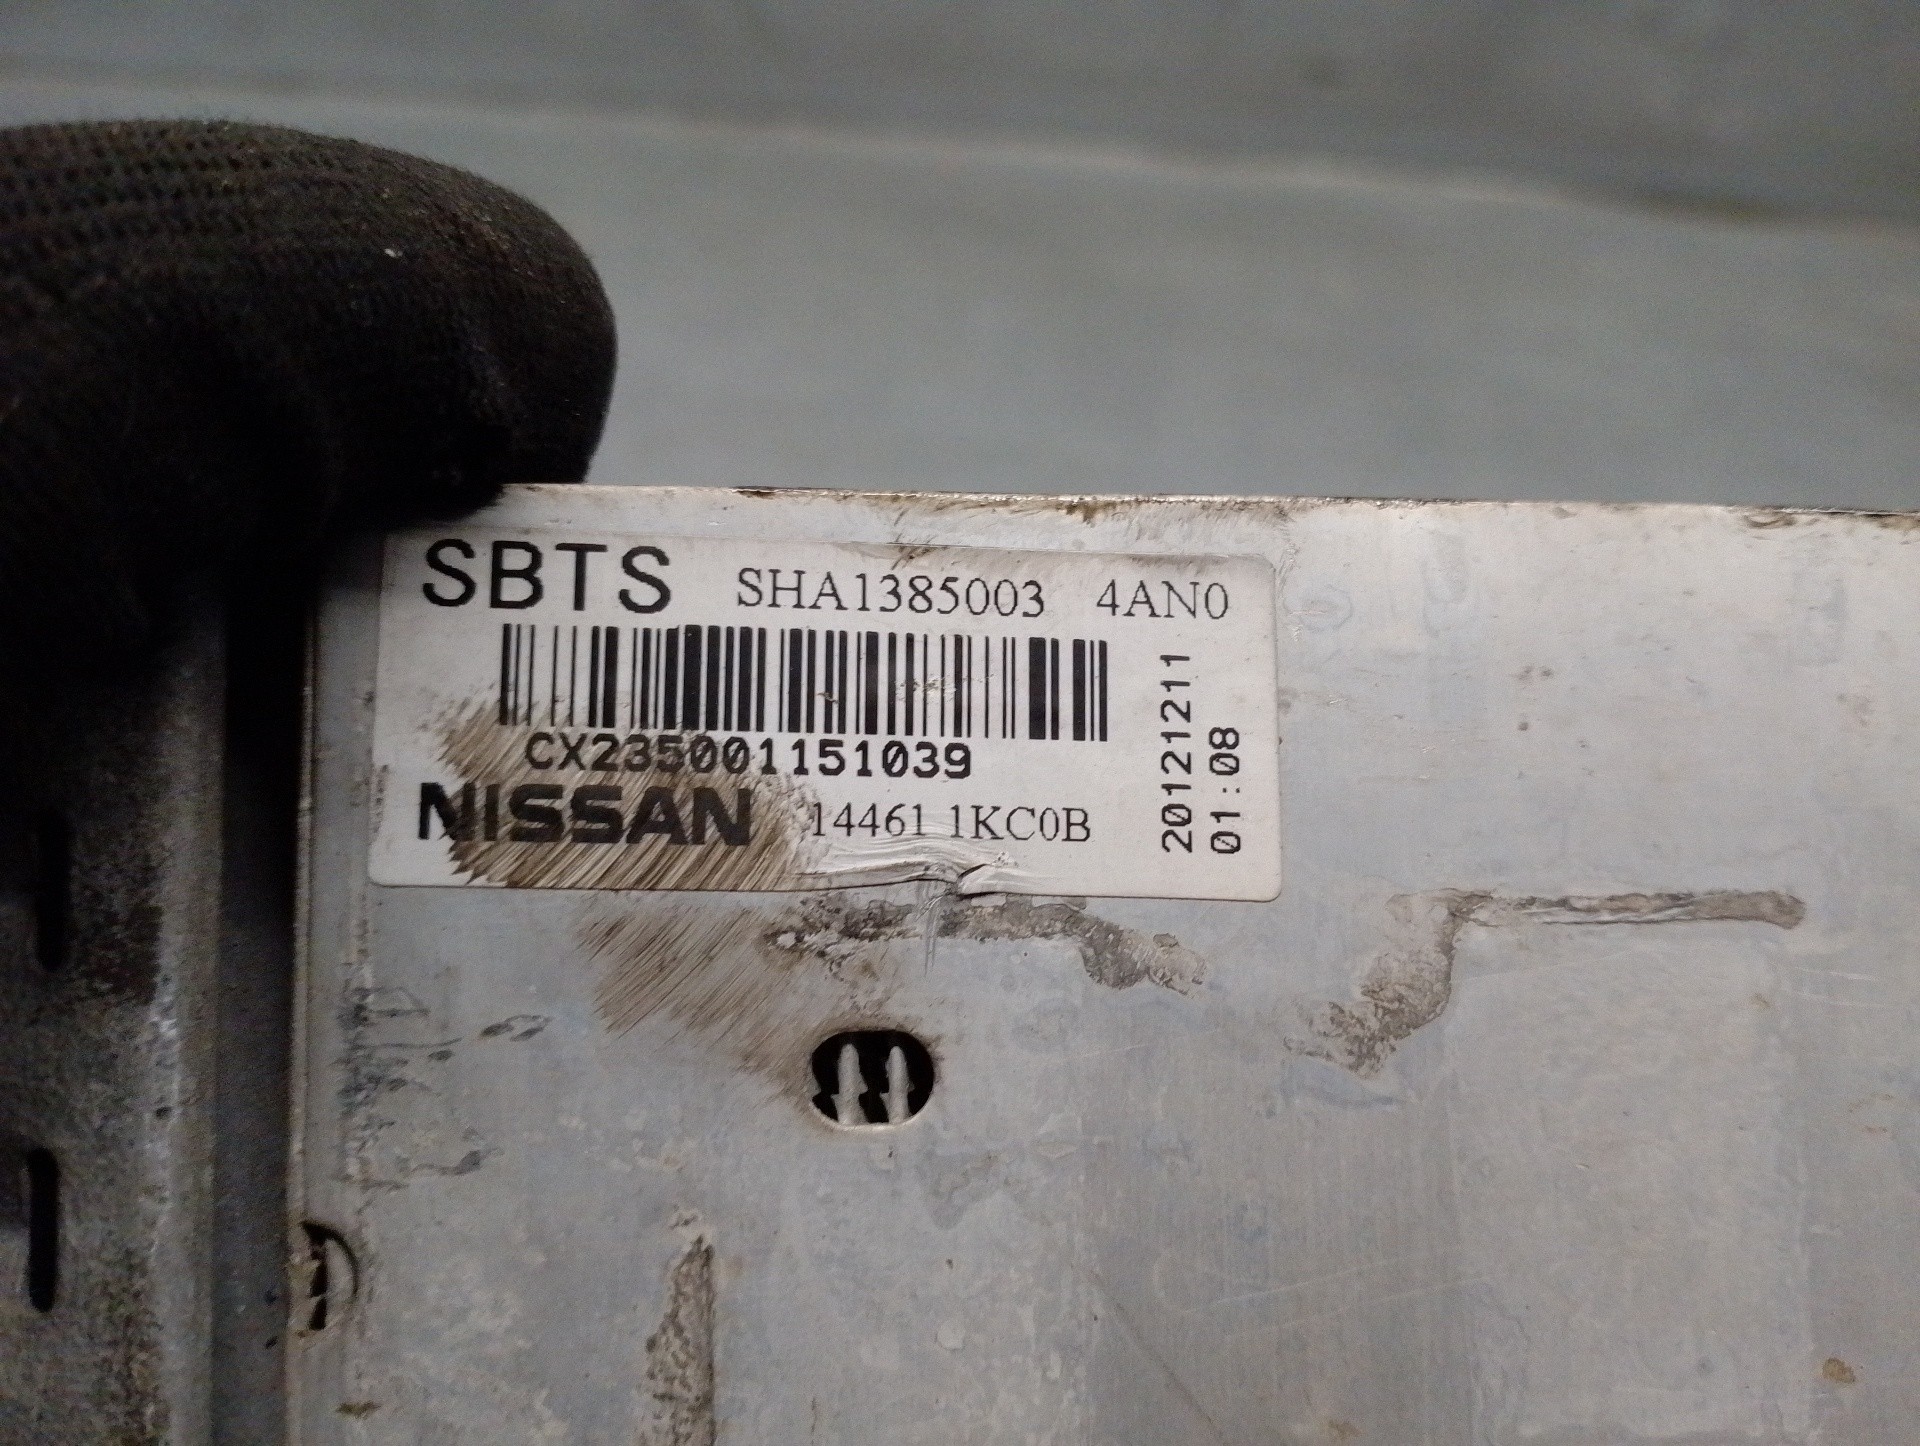 SBTS SHA1385003 4AN0
CX235001151039
NISSAN 14461 1KC0B
20121211
01:08